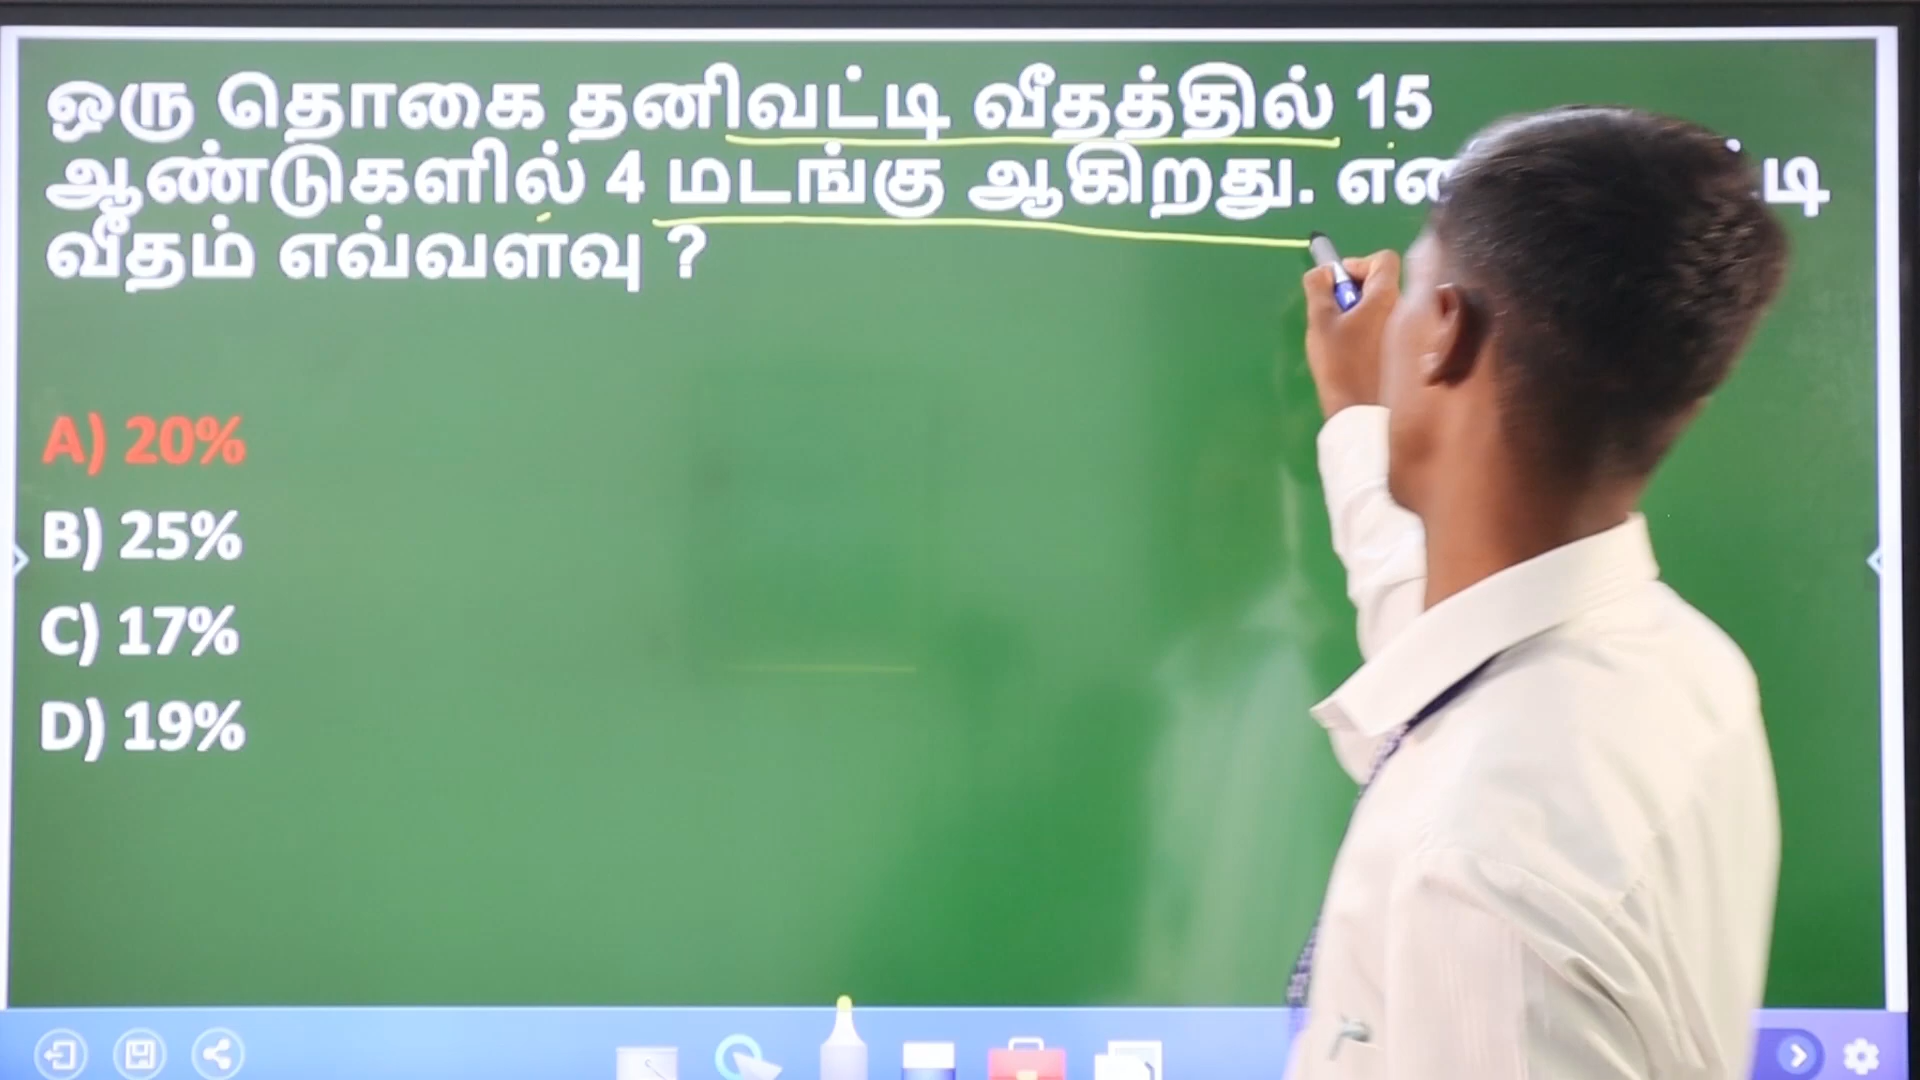 ஒரு தொகை தனிவட்டி வீதத்தில் 15
ஆண்டுகளில் 4 மடங்கு ஆகிறது.
வீதம் எவ்வளவு ?
A) 20%
B) 25%
C) 17%
D) 19%